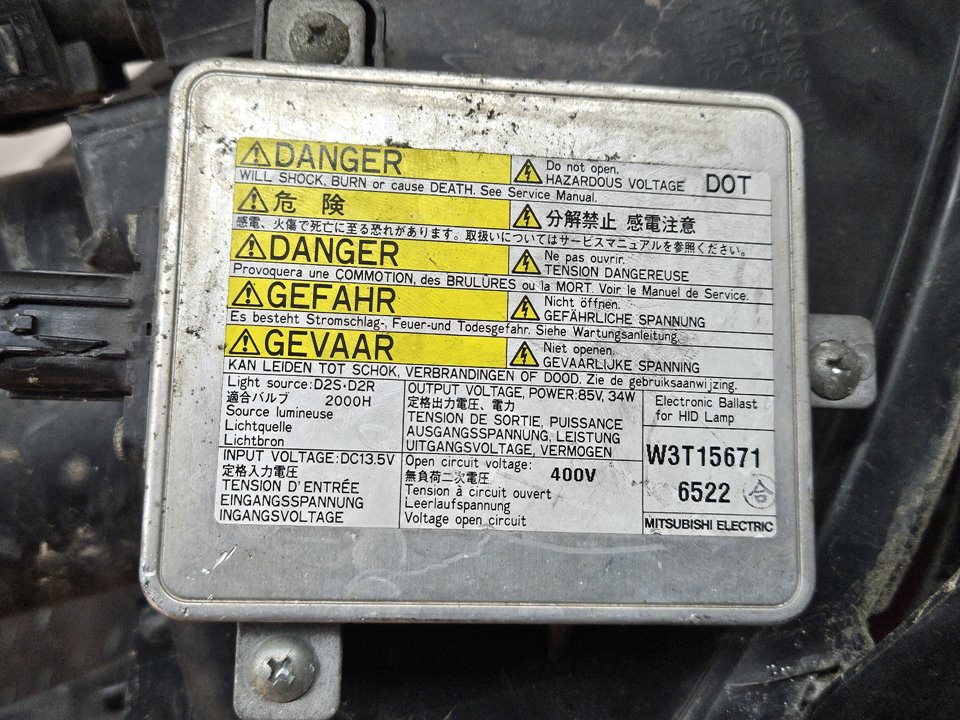 DANGER
Do not open.
HAZARDOUS VOLTAGE
DOT
WILL SHOCK, BURN or cause DEATH. See Service Manual.
危 険
分解禁止 感電注意
感電、火傷で死亡に至る恐れがあります。取扱いについてはサービスマニュアルを参照ください。
DANGER
Ne pas ouvrir.
TENSION DANGEREUSE
Provoquera une COMMOTION, des BRULÛRES ou la MORT. Voir le Manuel de Service.
GEFAHR
Nicht öffnen.
GEFÄHRLICHE SPANNUNG
Es besteht Stromschlag-, Feuer-und Todesgefahr. Siehe Wartungsanleitung.
GEVAAR
Niet openen.
GEVAARLIJKE SPANNING
KAN LEIDEN TOT SCHOK, VERBRANDINGEN OF DOOD. Zie de gebruiksaanwijzing.
Light source:D2S・D2R
適合バルブ 2000H
Source lumineuse
Lichtquelle
Lichtbron
INPUT VOLTAGE:DC13.5V
定格入力電圧
TENSION D'ENTRÉE
EINGANGSSPANNUNG
INGANGSVOLTAGE
OUTPUT VOLTAGE, POWER:85V, 34W
定格出力電圧、電力
TENSION DE SORTIE, PUISSANCE
AUSGANGSSPANNUNG, LEISTUNG
UITGANGSVOLTAGE, VERMOGEN
Open circuit voltage:
400V
無負荷二次電圧
Tension à circuit ouvert
Leerlaufspannung
Voltage open circuit
Electronic Ballast
for HID Lamp
W3T15671
6522 合
MITSUBISHI ELECTRIC